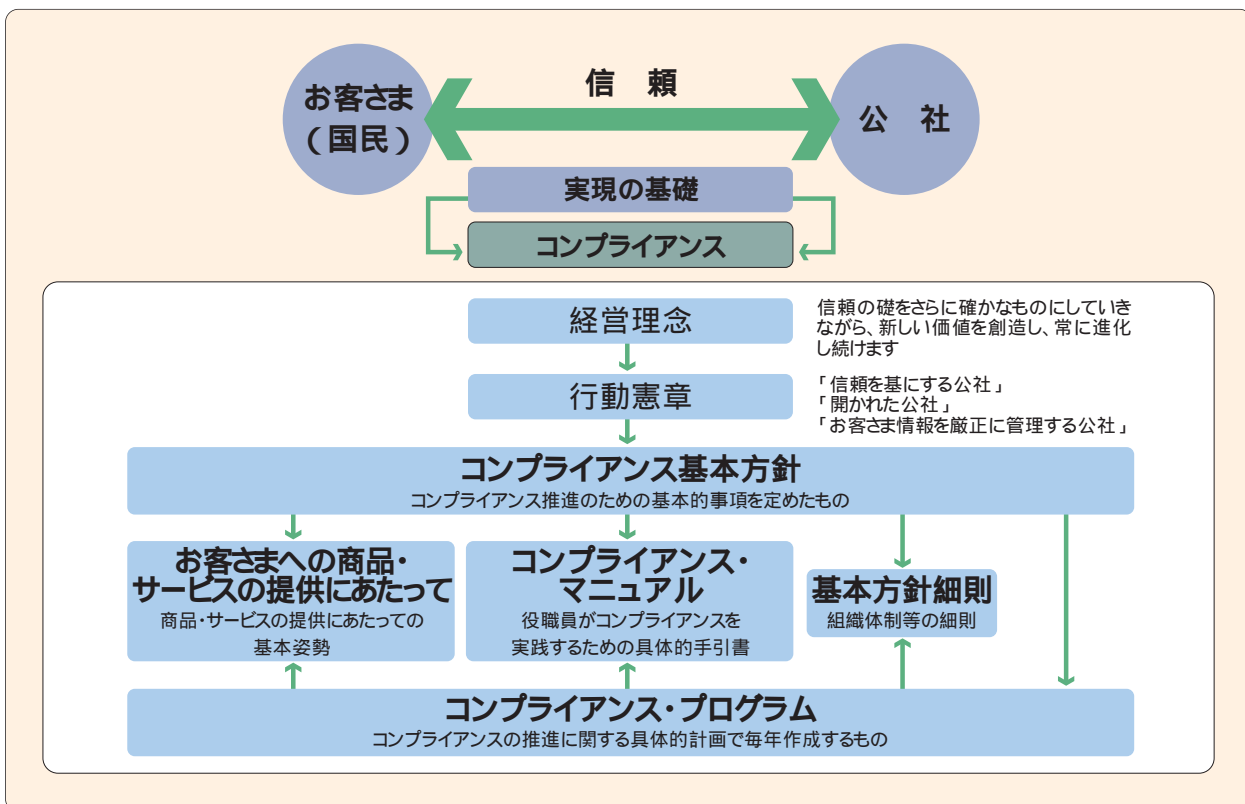 お客さま
(国民)
信　頼
公　社
実現の基礎
コンプライアンス
経営理念
信頼の礎をさらに確かなものにしていき
ながら、新しい価値を創造し、常に進化
し続けます
行動憲章
「信頼を基にする公社」
「開かれた公社」
「お客さま情報を厳正に管理する公社」
コンプライアンス基本方針
コンプライアンス推進のための基本的事項を定めたもの
お客さまへの商品・
サービスの提供にあたって
商品・サービスの提供にあたっての
基本姿勢
コンプライアンス・
マニュアル
役職員がコンプライアンスを
実践するための具体的手引書
基本方針細則
組織体制等の細則
コンプライアンス・プログラム
コンプライアンスの推進に関する具体的計画で毎年作成するもの